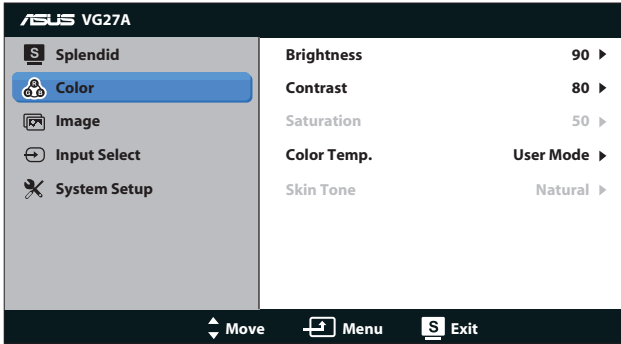 ASUS VG27A
S Splendid
Color
Image
Input Select
System Setup
Brightness 90
Contrast 80
Saturation 50
Color Temp. User Mode
Skin Tone Natural
Move Menu S Exit